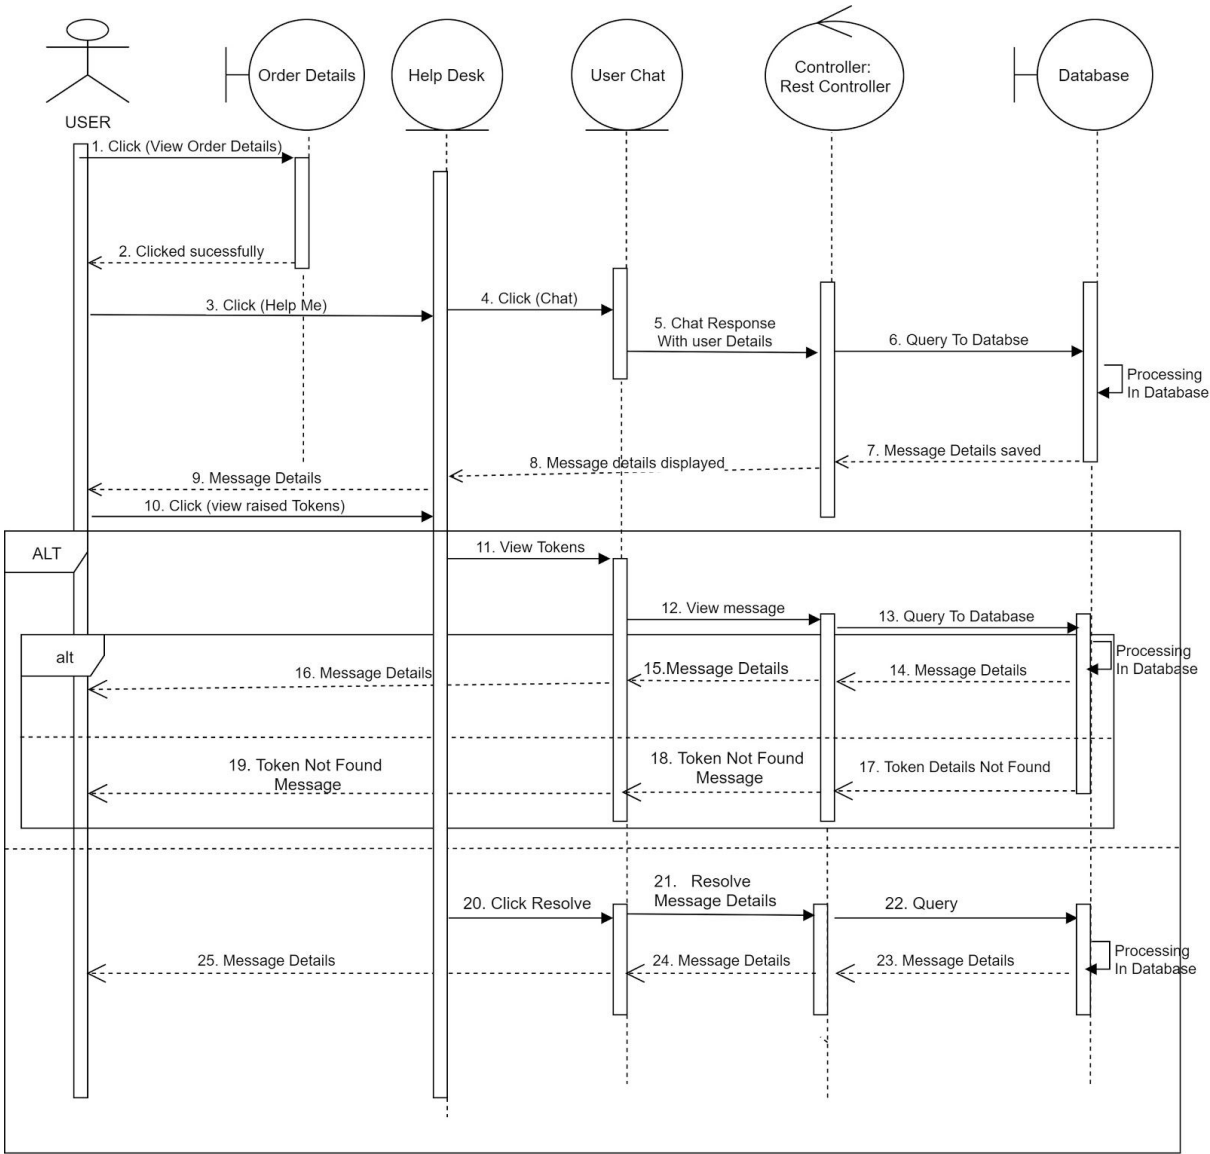 USER
Order Details
Help Desk
User Chat
Controller:
Rest Controller
Database
1. Click (View Order Details)
2. Clicked sucessfully
3. Click (Help Me)
4. Click (Chat)
5. Chat Response
With user Details
6. Query To Databse
Processing
In Database
7. Message Details saved
8. Message details displayed
9. Message Details
10. Click (view raised Tokens)
ALT
11. View Tokens
12. View message
13. Query To Database
alt
Processing
In Database
14. Message Details
15.Message Details
16. Message Details
17. Token Details Not Found
18. Token Not Found
Message
19. Token Not Found
Message
20. Click Resolve
21. Resolve
Message Details
22. Query
Processing
In Database
23. Message Details
24. Message Details
25. Message Details